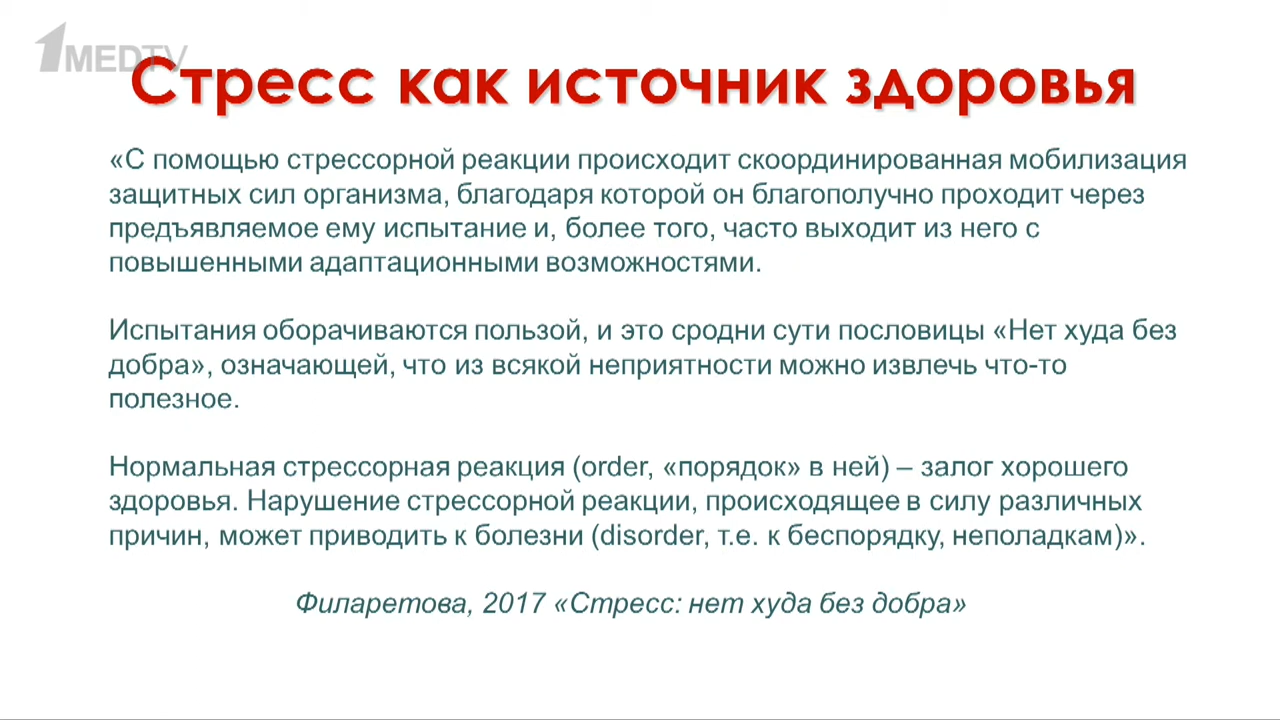 1MEDTV
Стресс как источник здоровья
«С помощью стрессорной реакции происходит скоординированная мобилизация
защитных сил организма, благодаря которой он благополучно проходит через
предъявляемое ему испытание и, более того, часто выходит из него с
повышенными адаптационными возможностями.
Испытания оборачиваются пользой, и это сродни сути пословицы «Нет худа без
добра», означающей, что из всякой неприятности можно извлечь что-то
полезное.
Нормальная стрессорная реакция (order, «порядок» в ней) – залог хорошего
здоровья. Нарушение стрессорной реакции, происходящее в силу различных
причин, может приводить к болезни (disorder, т.е. к беспорядку, неполадкам)».
Филаретова, 2017 «Стресс: нет худа без добра»